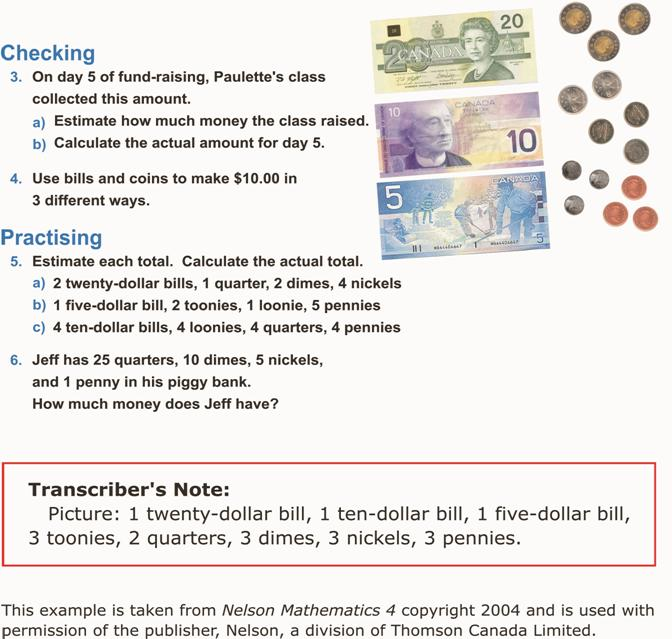 Checking
3. On day 5 of fund-raising, Paulette's class
collected this amount.
a) Estimate how much money the class raised.
b) Calculate the actual amount for day 5.
4. Use bills and coins to make $10.00 in
3 different ways.
20
CANADA
10
CANADA
10
5
CANADA
5
Practising
5. Estimate each total. Calculate the actual total.
a) 2 twenty-dollar bills, 1 quarter, 2 dimes, 4 nickels
b) 1 five-dollar bill, 2 toonies, 1 loonie, 5 pennies
c) 4 ten-dollar bills, 4 loonies, 4 quarters, 4 pennies
6. Jeff has 25 quarters, 10 dimes, 5 nickels,
and 1 penny in his piggy bank.
How much money does Jeff have?
Transcriber's Note:
Picture: 1 twenty-dollar bill, 1 ten-dollar bill, 1 five-dollar bill,
3 toonies, 2 quarters, 3 dimes, 3 nickels, 3 pennies.
This example is taken from Nelson Mathematics 4 copyright 2004 and is used with
permission of the publisher, Nelson, a division of Thomson Canada Limited.